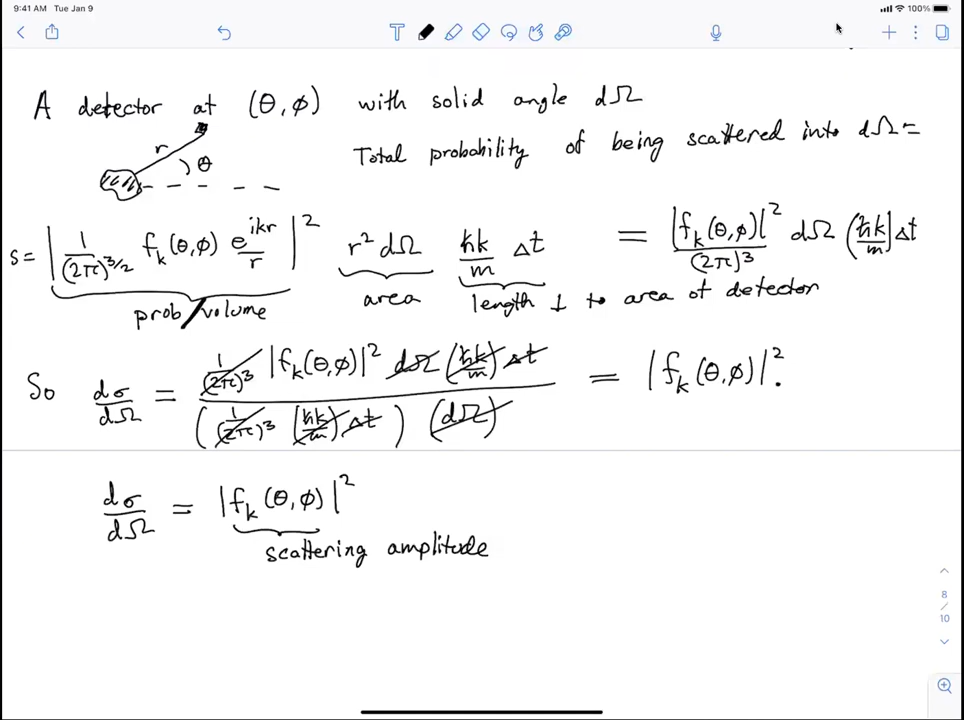 9:41 AM Tue Jan 9 100%
A detector at (θ, φ) with solid angle dΩ
Total probability of being scattered into dΩ =
r θ
s = | 1/(2π)^{3/2} f_k(θ,φ) e^{ikr}/r |² r² dΩ ħk/m Δt = |f_k(θ,φ)|²/(2π)³ dΩ (ħk/m) Δt
prob/volume area length ⊥ to area of detector
So dσ/dΩ = 1/(2π)³ |f_k(θ,φ)|² dΩ (ħk/m) Δt / ( 1/(2π)³ (ħk/m) Δt ) (dΩ) = |f_k(θ,φ)|².
dσ/dΩ = |f_k(θ,φ)|²
scattering amplitude
8
/
10